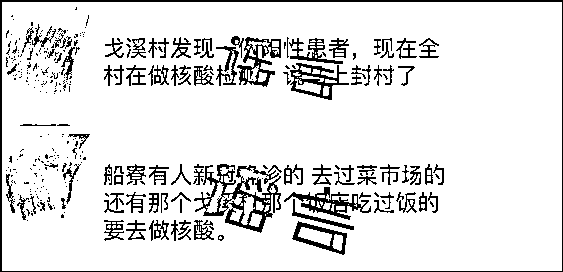 戈溪村发现一例阳性患者，现在全
村在做核酸检测，说马上封村了
谣言
船寮有人新冠确诊的 去过菜市场的
还有那个戈溪村那个饭店吃过饭的
要去做核酸。
谣言